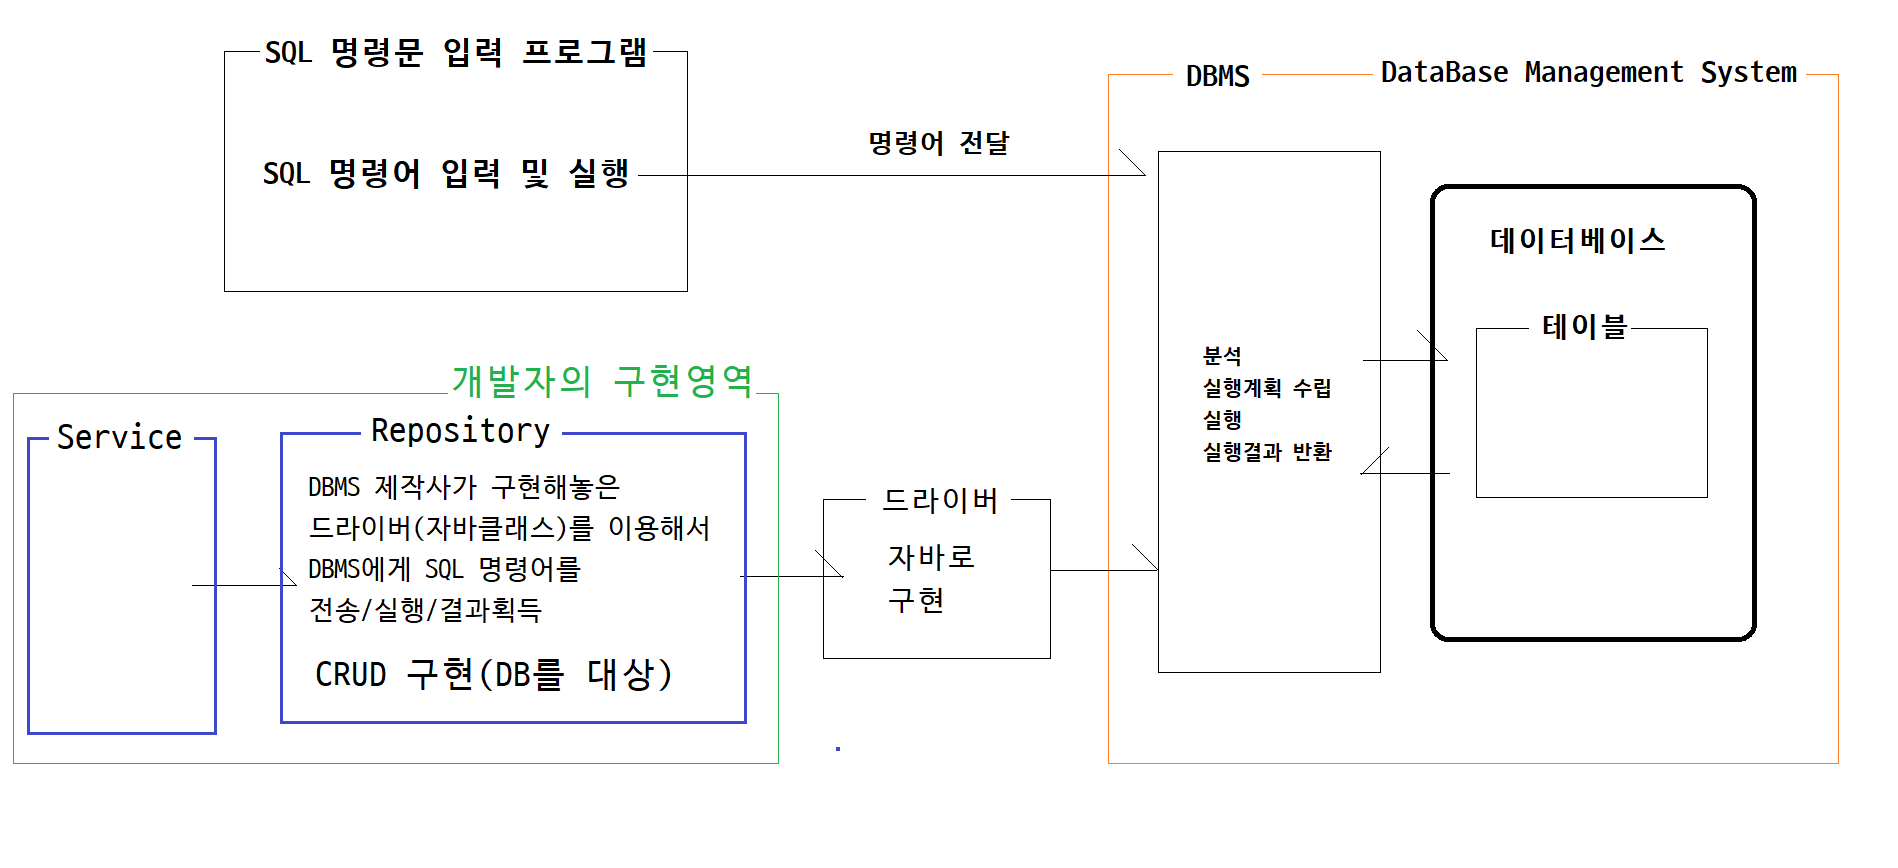 SQL 명령문 입력 프로그램
SQL 명령어 입력 및 실행
명령어 전달
DBMS
DataBase Management System
데이터베이스
테이블
분석
실행계획 수립
실행
실행결과 반환
개발자의 구현영역
Service
Repository
DBMS 제작사가 구현해놓은
드라이버(자바클래스)를 이용해서
DBMS에게 SQL 명령어를
전송/실행/결과획득
CRUD 구현(DB를 대상)
드라이버
자바로
구현